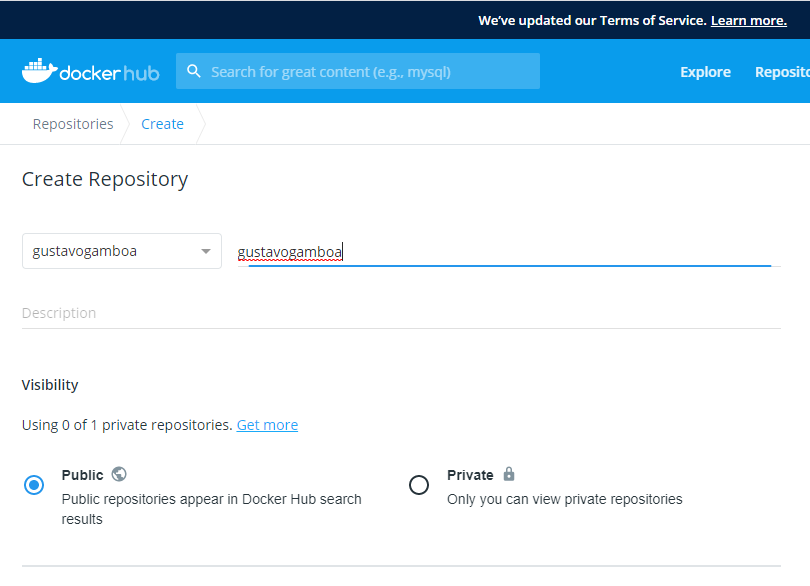 We've updated our Terms of Service. Learn more.
dockerhub
Search for great content (e.g., mysql)
Explore
Reposito
Repositories
Create
Create Repository
gustavogamboa
gustavogamboa
Description
Visibility
Using 0 of 1 private repositories. Get more
Public
Public repositories appear in Docker Hub search
results
Private
Only you can view private repositories